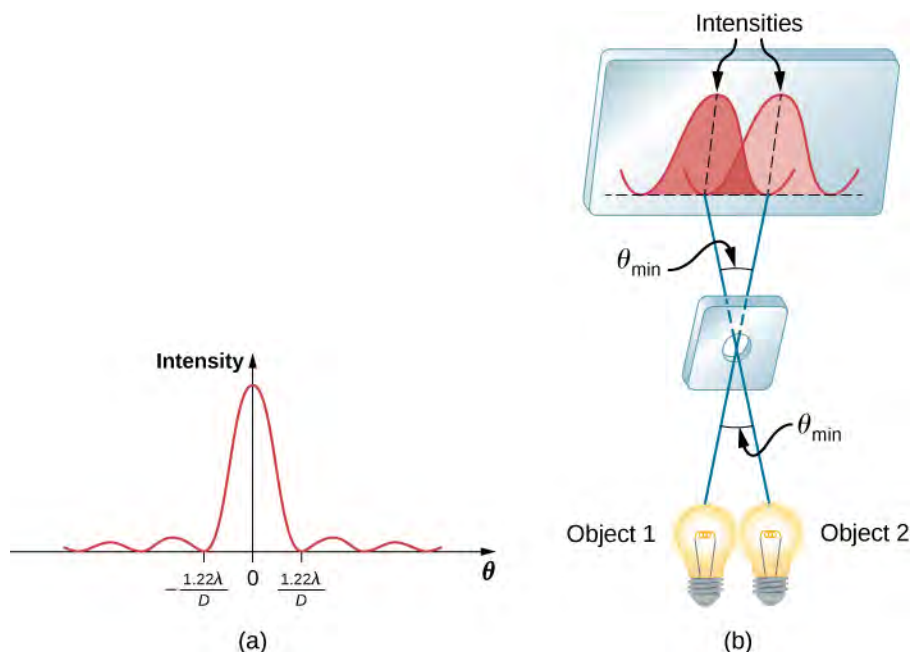 Intensities
θmin
θmin
Object 1
Object 2
(b)
Intensity
−1.22λ/D
0
1.22λ/D
θ
(a)